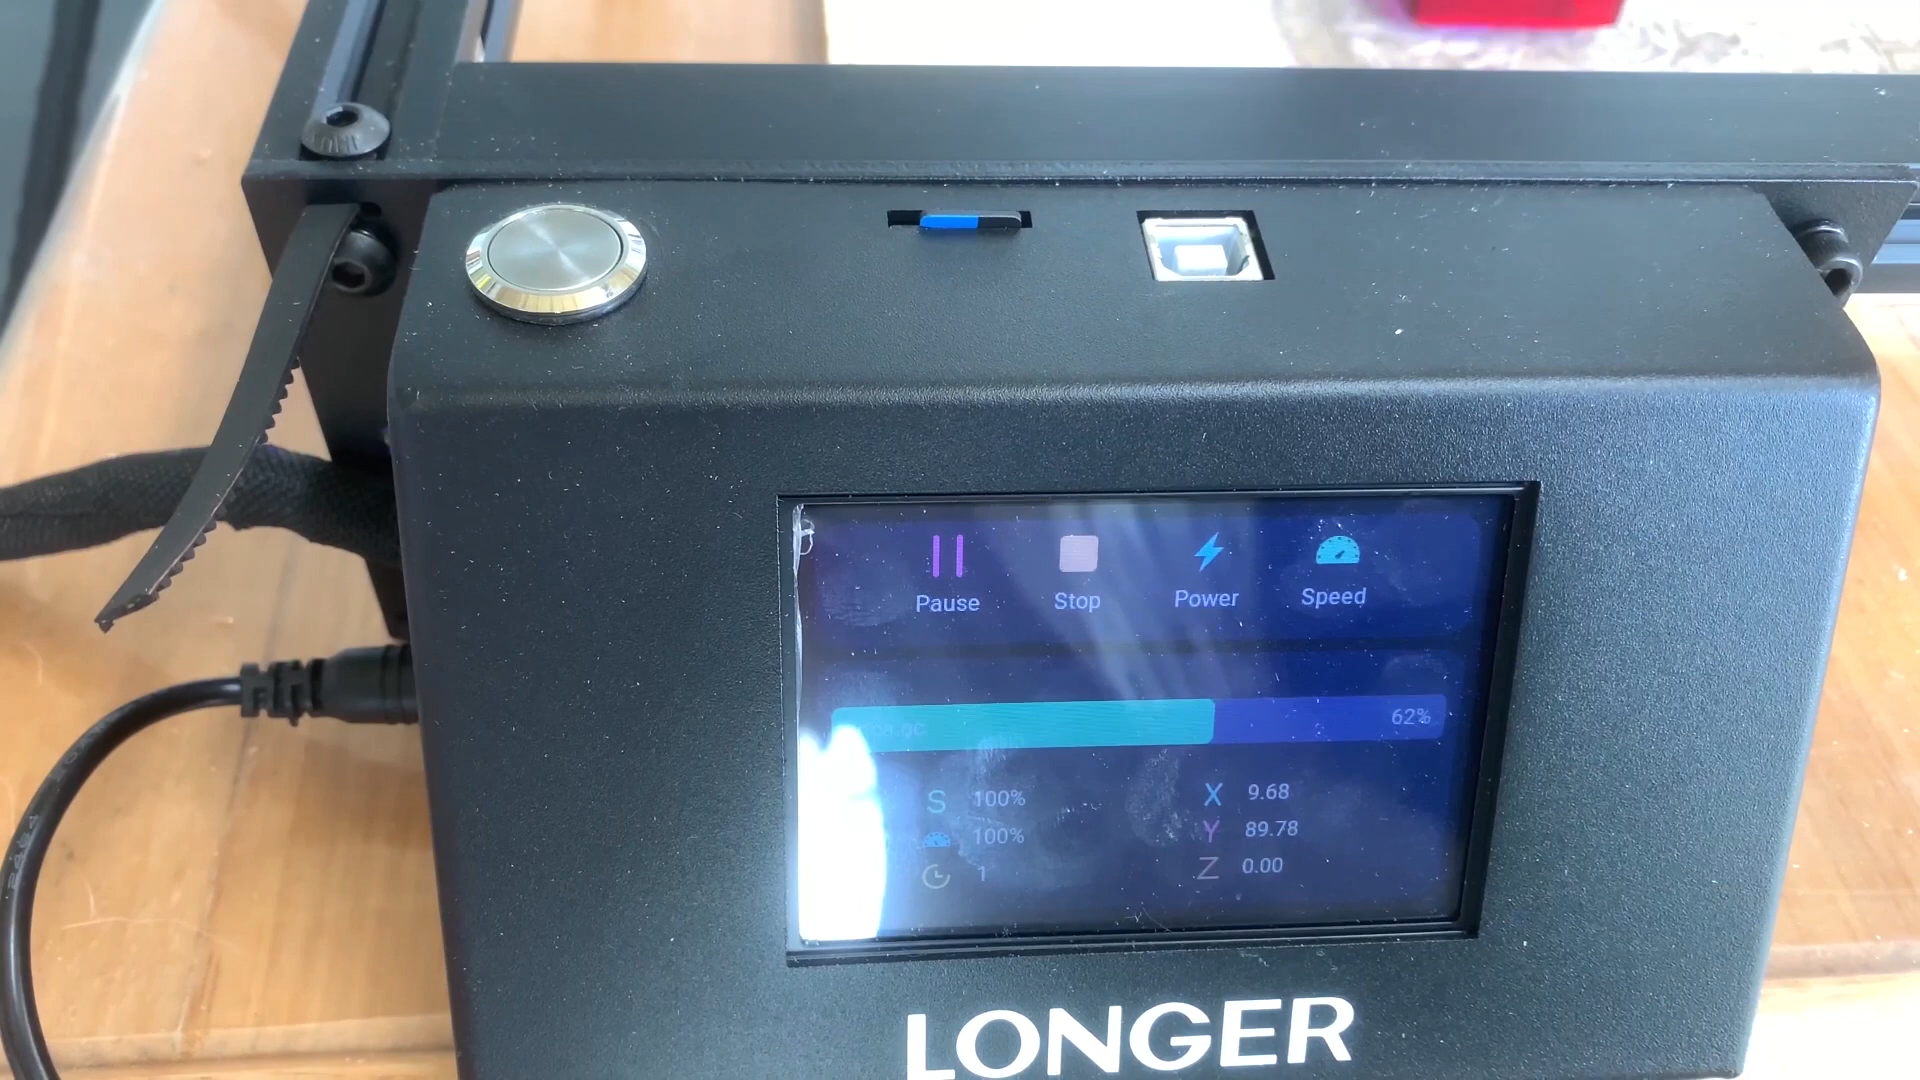 Pause Stop Power Speed
62%
S 100% X 9.68
100% Y 89.78
1 Z 0.00
LONGER